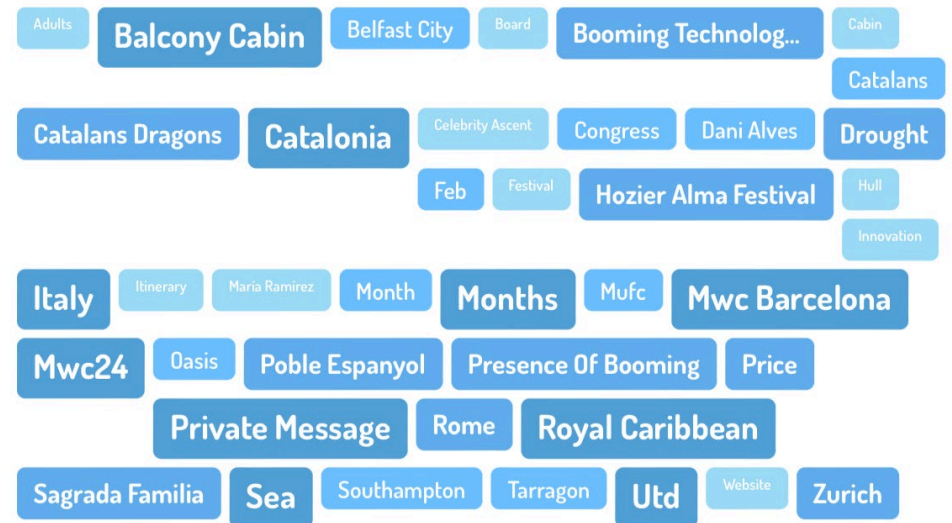 Adults Balcony Cabin Belfast City Board Booming Technolog... Cabin
Catalans
Catalans Dragons Catalonia Celebrity Ascent Congress Dani Alves Drought
Feb Festival Hozier Alma Festival Hull
Innovation
Italy Itinerary María Ramírez Month Months Mufc Mwc Barcelona
Mwc24 Oasis Poble Espanyol Presence Of Booming Price
Private Message Rome Royal Caribbean
Sagrada Familia Sea Southampton Tarragon Utd Website Zurich